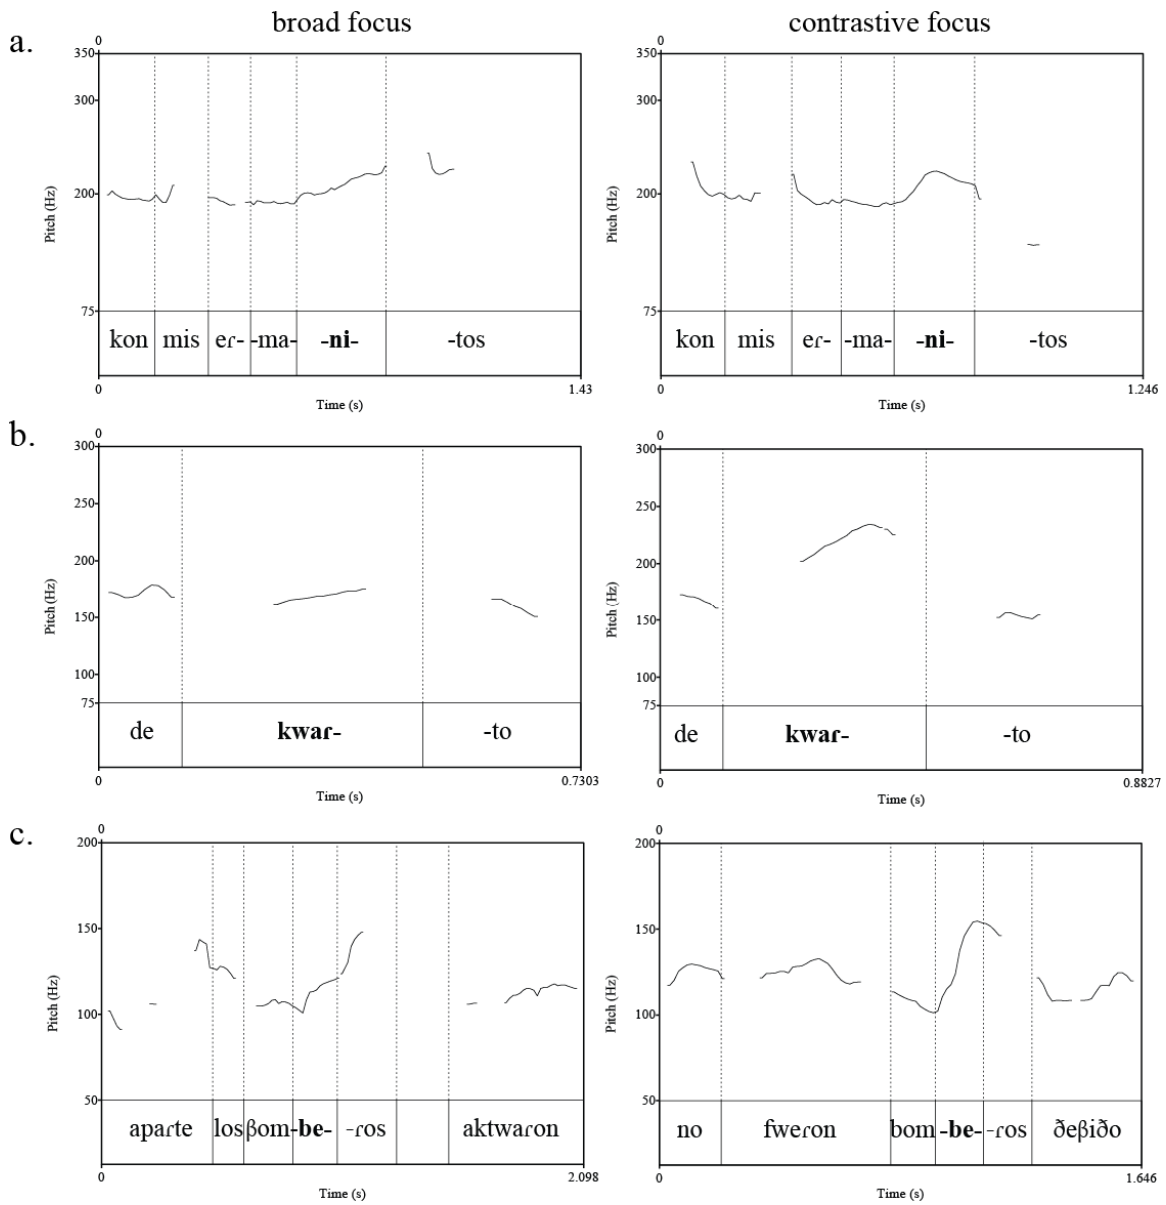 broad focus
contrastive focus
a.
0
350
300
200
75
Pitch (Hz)
kon mis eɾ- -ma- -ni- -tos
0 1.43
Time (s)
0
350
300
200
75
Pitch (Hz)
kon mis eɾ- -ma- -ni- -tos
0 1.246
Time (s)
b.
0
300
250
200
150
100
75
Pitch (Hz)
de kwaɾ- -to
0 0.7303
Time (s)
0
300
250
200
150
100
75
Pitch (Hz)
de kwaɾ- -to
0 0.8827
Time (s)
c.
0
200
150
100
50
Pitch (Hz)
apaɾte los βom- -be- -ɾos aktwaɾon
0 2.098
Time (s)
0
200
150
100
50
Pitch (Hz)
no fweɾon bom -be- -ɾos ðeβiðo
0 1.646
Time (s)